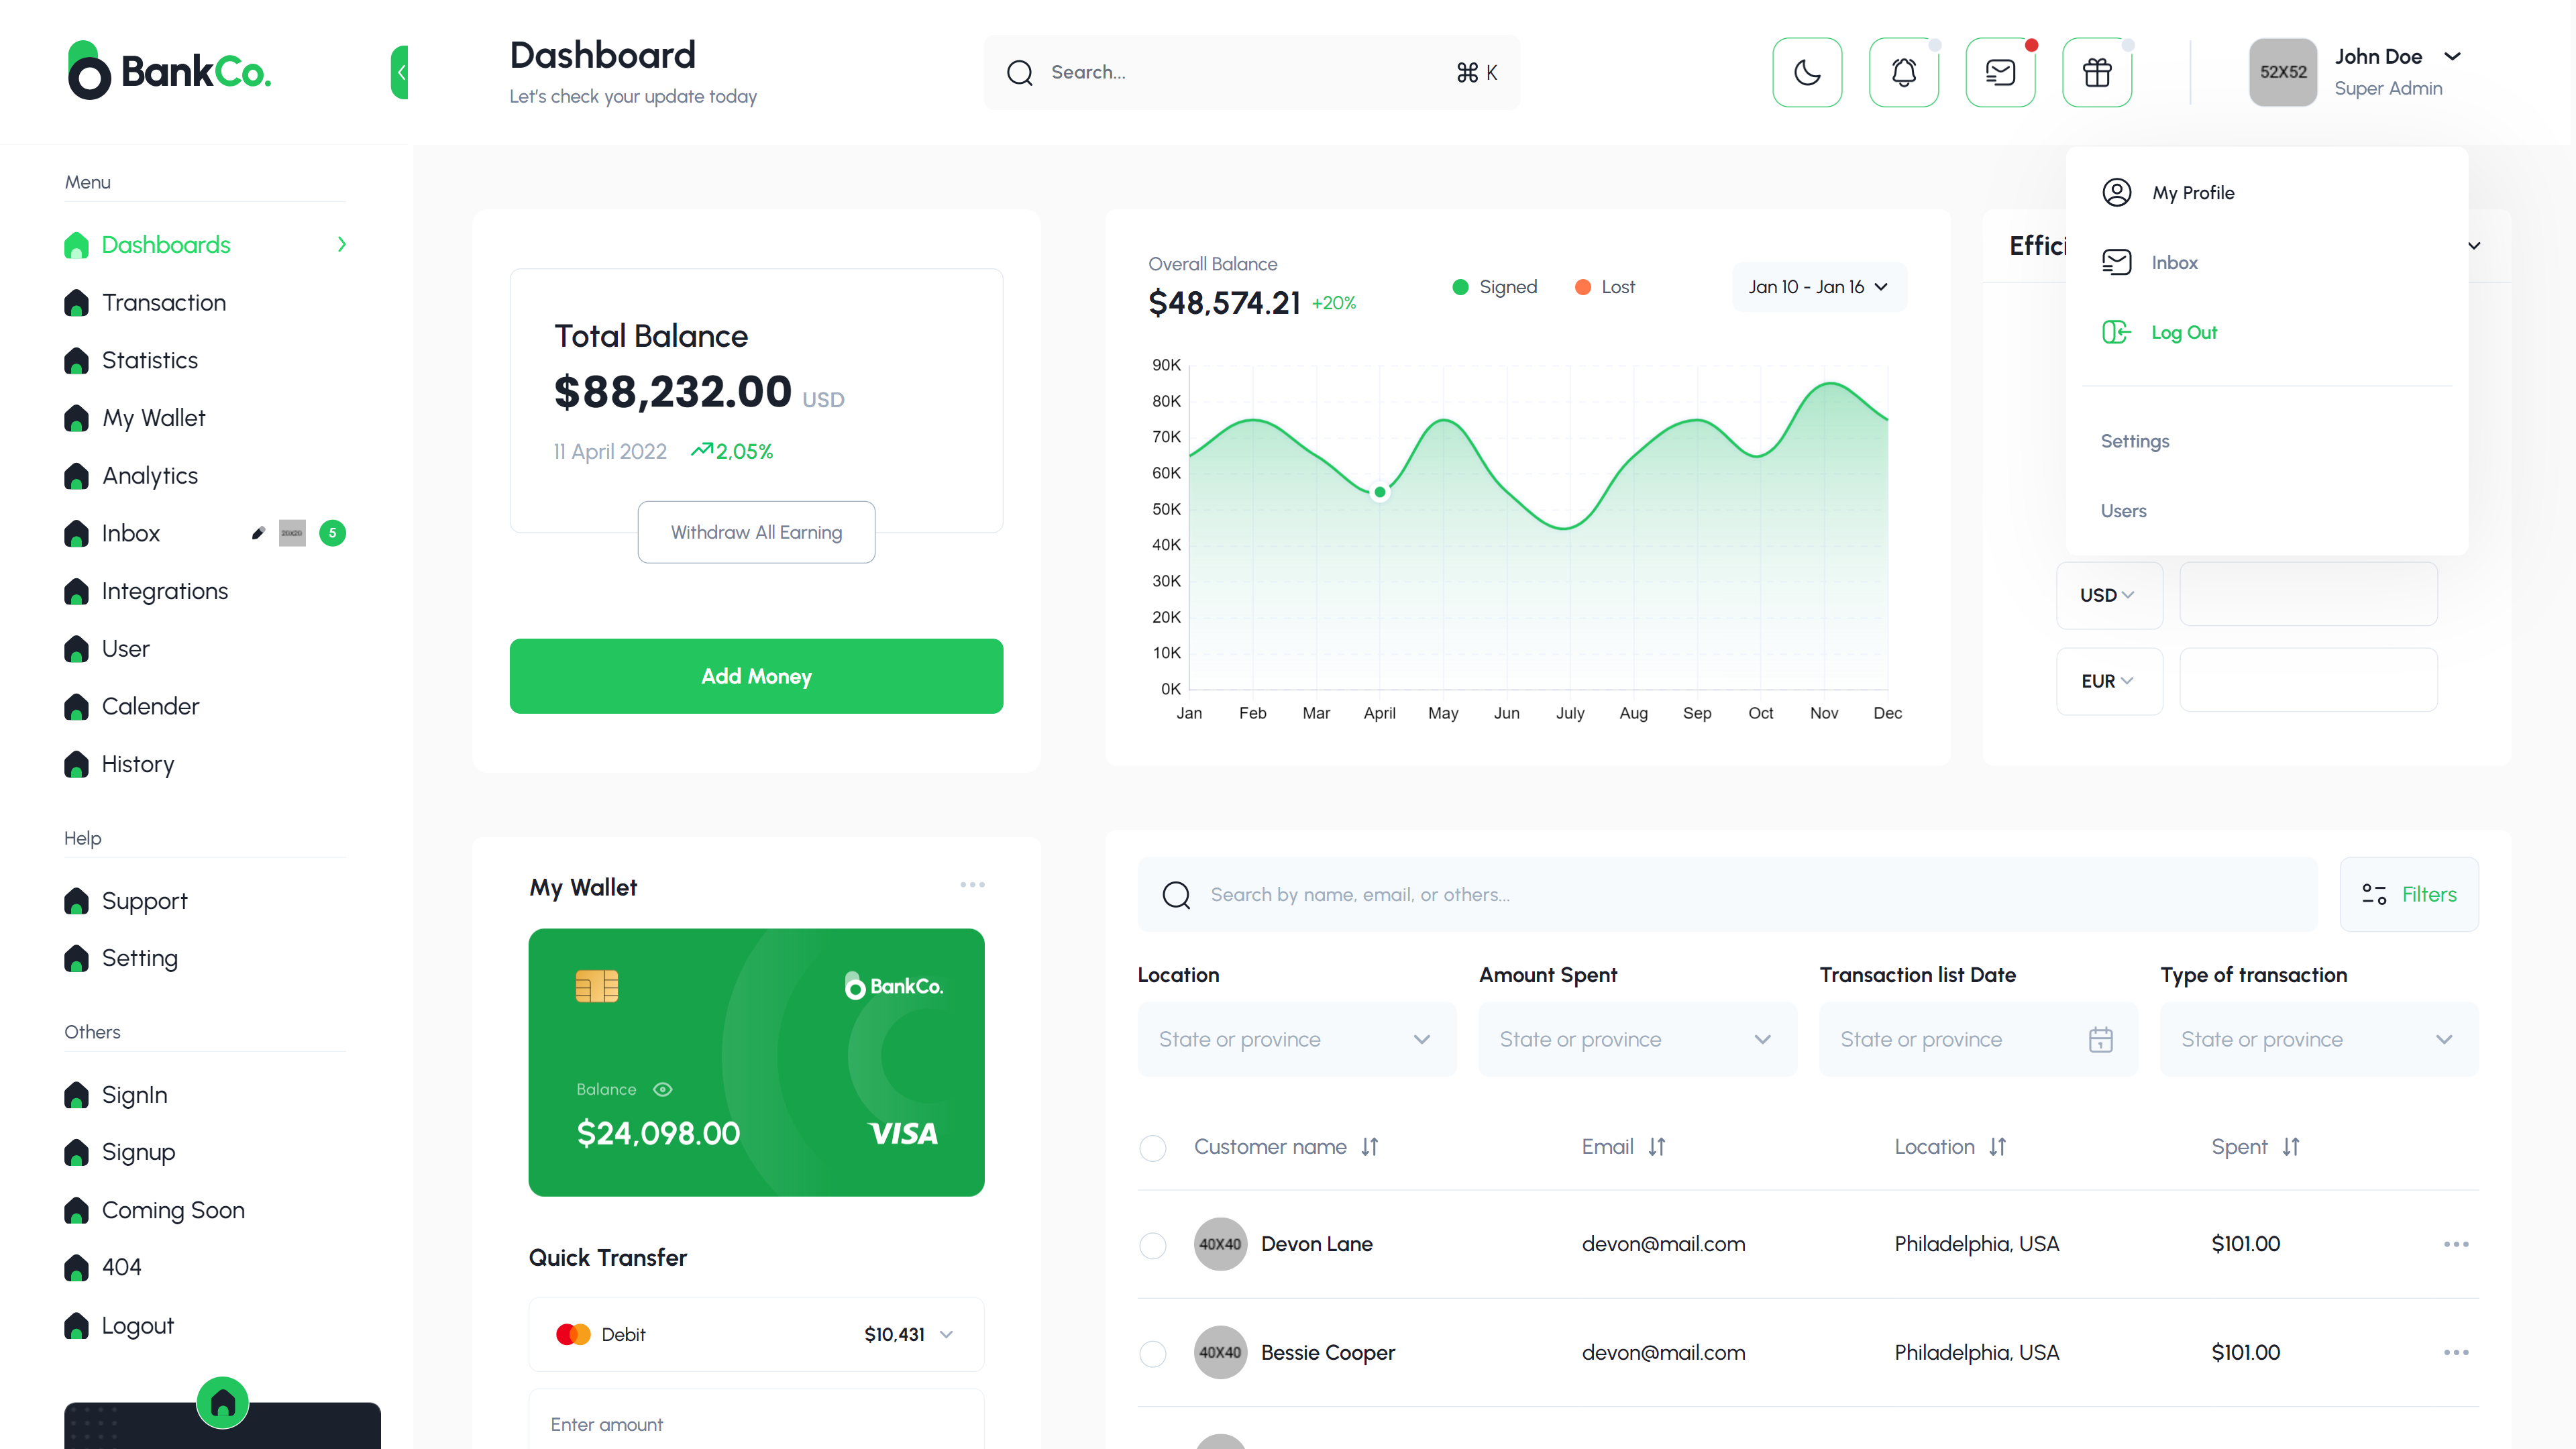 BankCo.
Dashboard
Let's check your update today
Search...
⌘ K
52X52
John Doe
Super Admin
Menu
Dashboards
Transaction
Statistics
My Wallet
Analytics
Inbox
5
Integrations
User
Calender
History
Help
Support
Setting
Others
SignIn
Signup
Coming Soon
404
Logout
Total Balance
$88,232.00 USD
11 April 2022 2,05%
Withdraw All Earning
Add Money
Overall Balance
$48,574.21 +20%
Signed
Lost
Jan 10 - Jan 16
90K
80K
70K
60K
50K
40K
30K
20K
10K
0K
Jan Feb Mar April May Jun July Aug Sep Oct Nov Dec
Effici
My Profile
Inbox
Log Out
Settings
Users
USD
EUR
My Wallet
BankCo.
Balance
$24,098.00
VISA
Quick Transfer
Debit $10,431
Enter amount
Search by name, email, or others...
Filters
Location Amount Spent Transaction list Date Type of transaction
State or province State or province State or province State or province
Customer name Email Location Spent
40X40 Devon Lane devon@mail.com Philadelphia, USA $101.00
40X40 Bessie Cooper devon@mail.com Philadelphia, USA $101.00